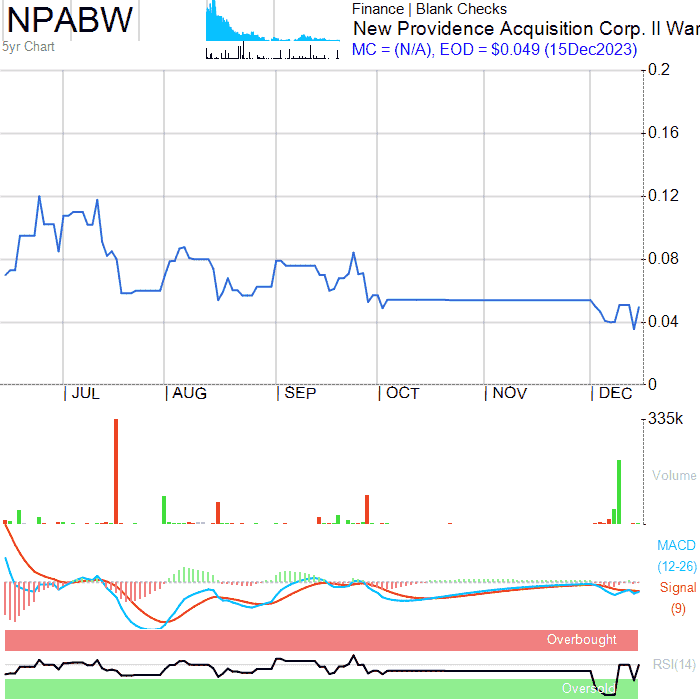 NPABW
5yr Chart
Finance | Blank Checks
New Providence Acquisition Corp. II War
MC = (N/A), EOD = $0.049 (15Dec2023)
0.2
0.16
0.12
0.08
0.04
0
JUL AUG SEP OCT NOV DEC
335k
Volume
MACD
(12-26)
Signal
(9)
Overbought
RSI(14)
Oversold